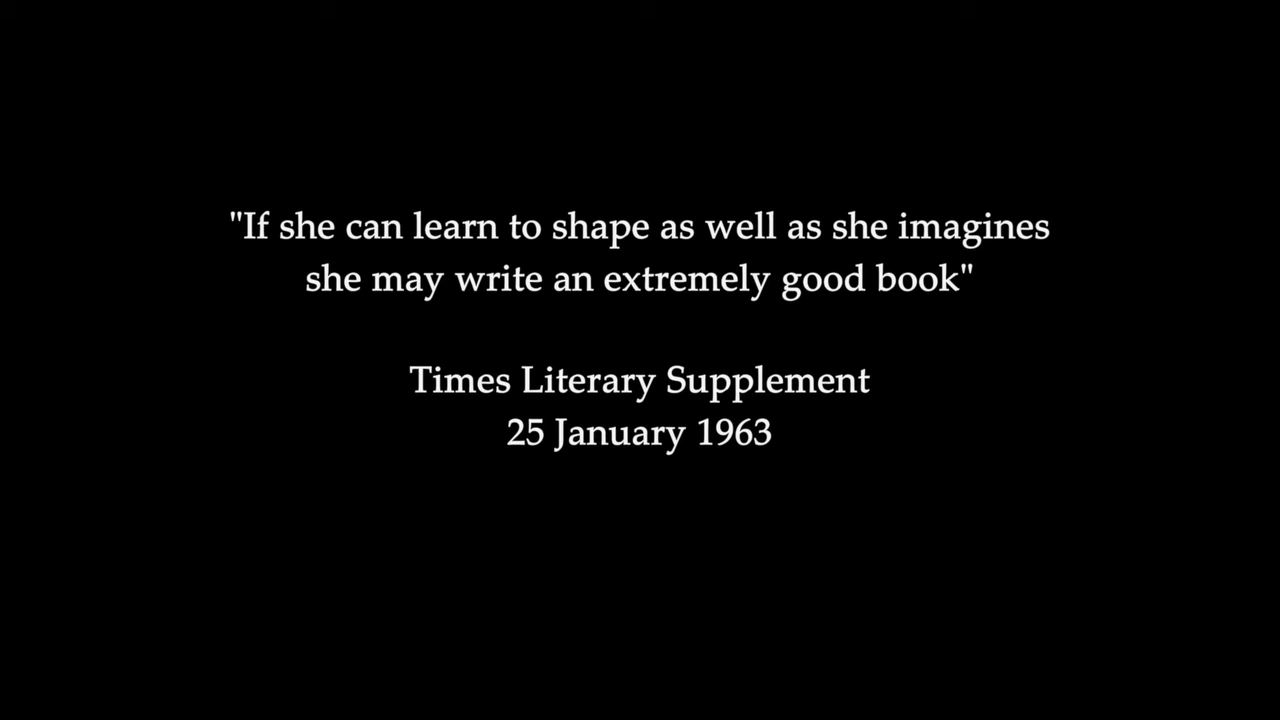 "If she can learn to shape as well as she imagines
she may write an extremely good book"
Times Literary Supplement
25 January 1963